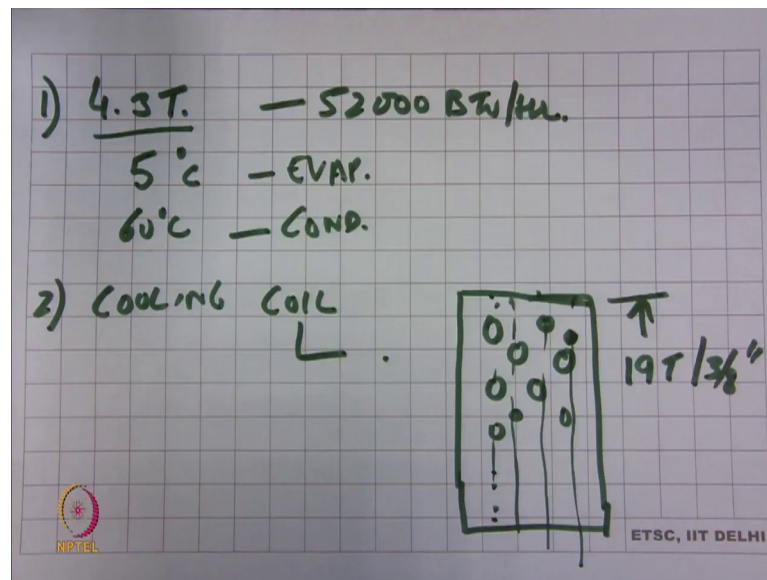 1) 4.3T. — 52000 BTU/HR.
5°C — EVAP.
60°C — COND.
2) COOLING COIL
19T/3/8"
NPTEL
ETSC, IIT DELHI